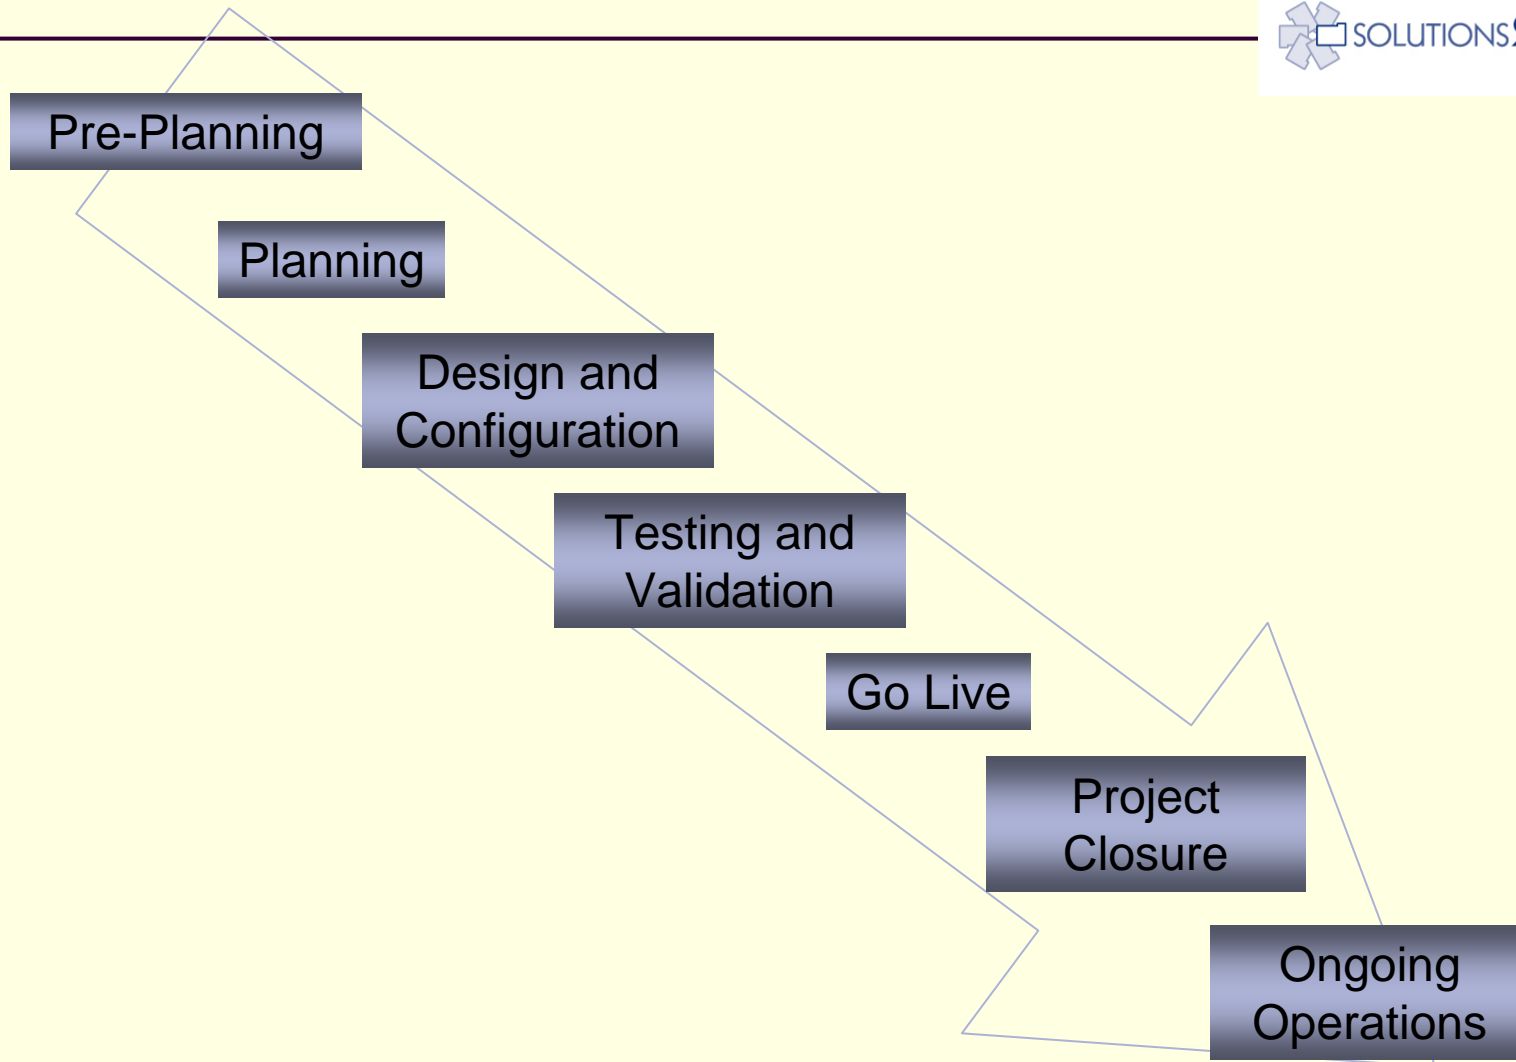 SOLUTIONS
Pre-Planning
Planning
Design and
Configuration
Testing and
Validation
Go Live
Project
Closure
Ongoing
Operations